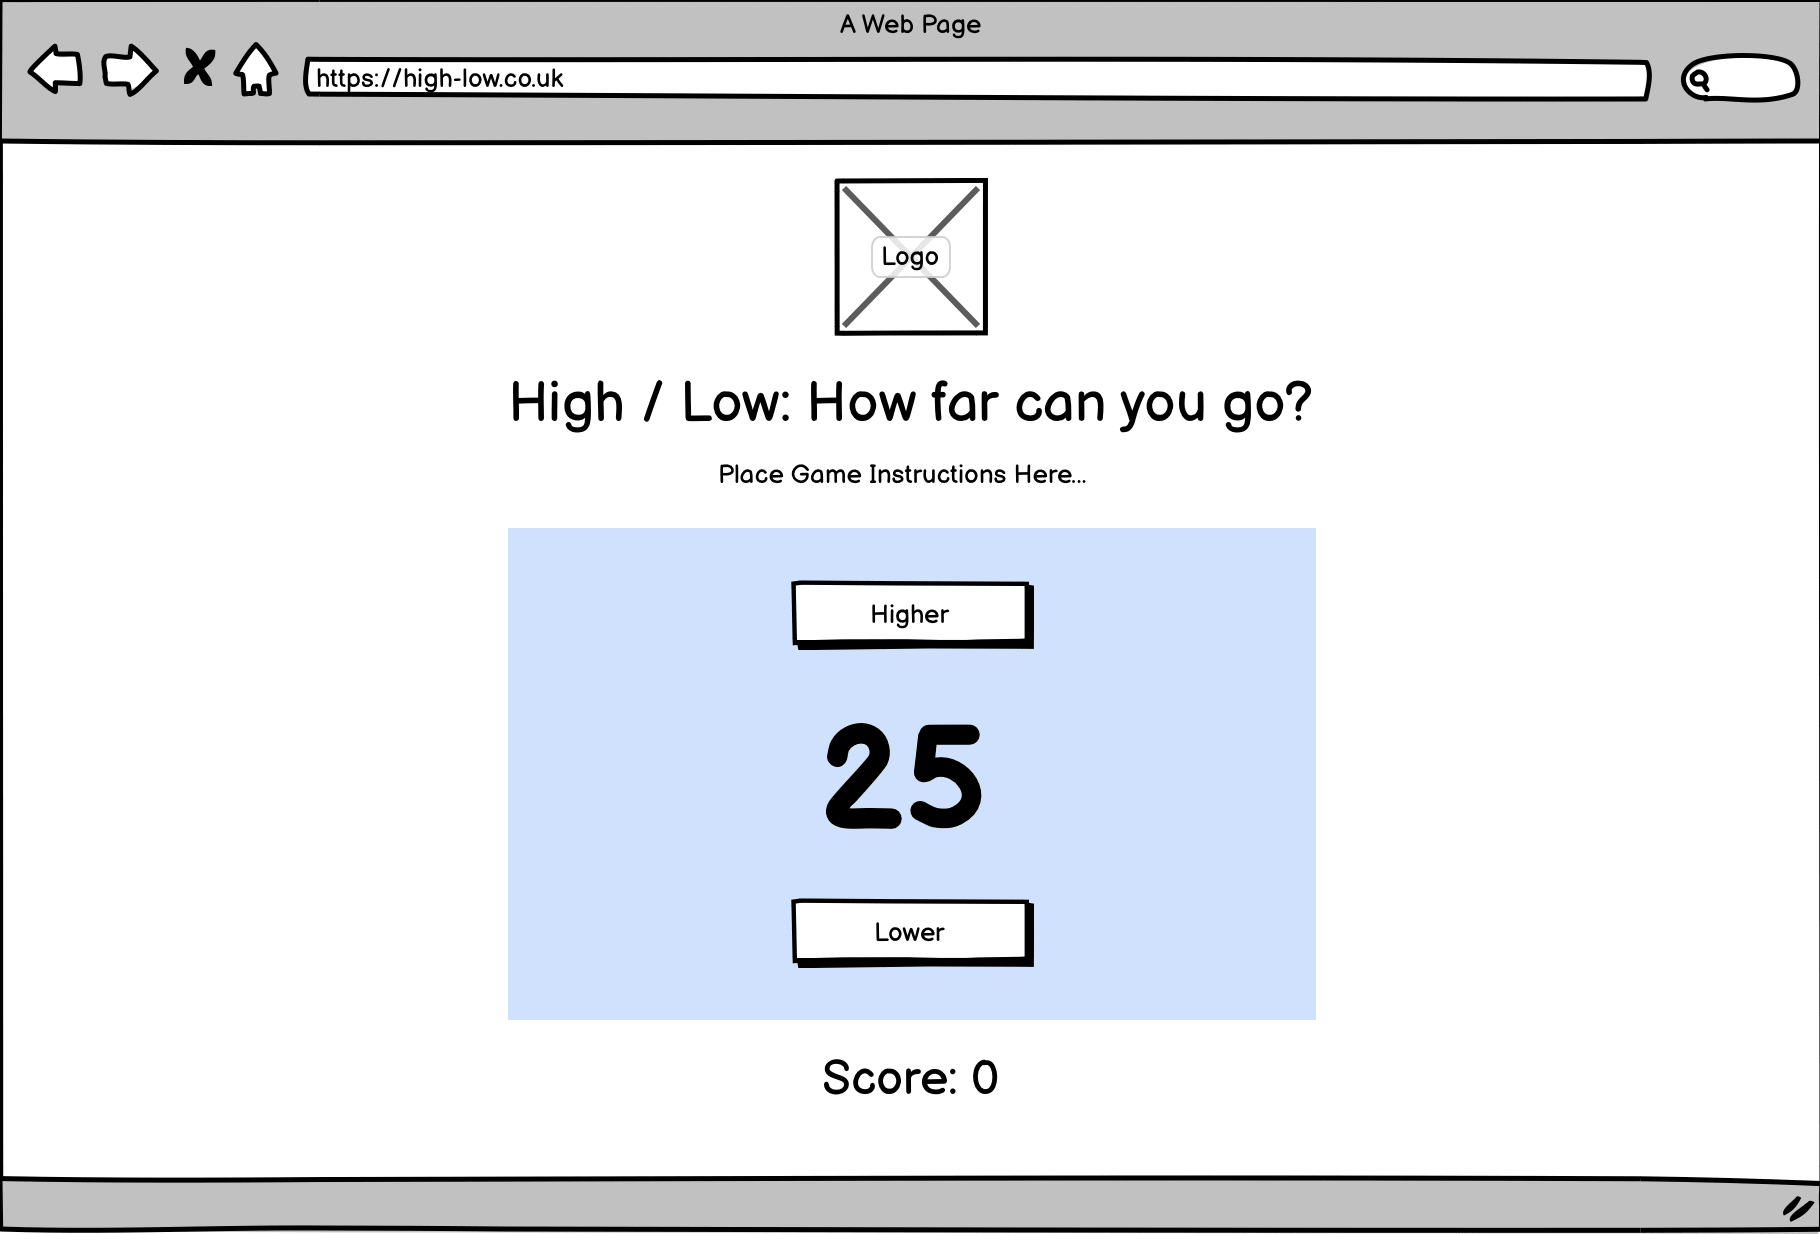 A Web Page
https://high-low.co.uk
Logo
High / Low: How far can you go?
Place Game Instructions Here...
Higher
25
Lower
Score: 0